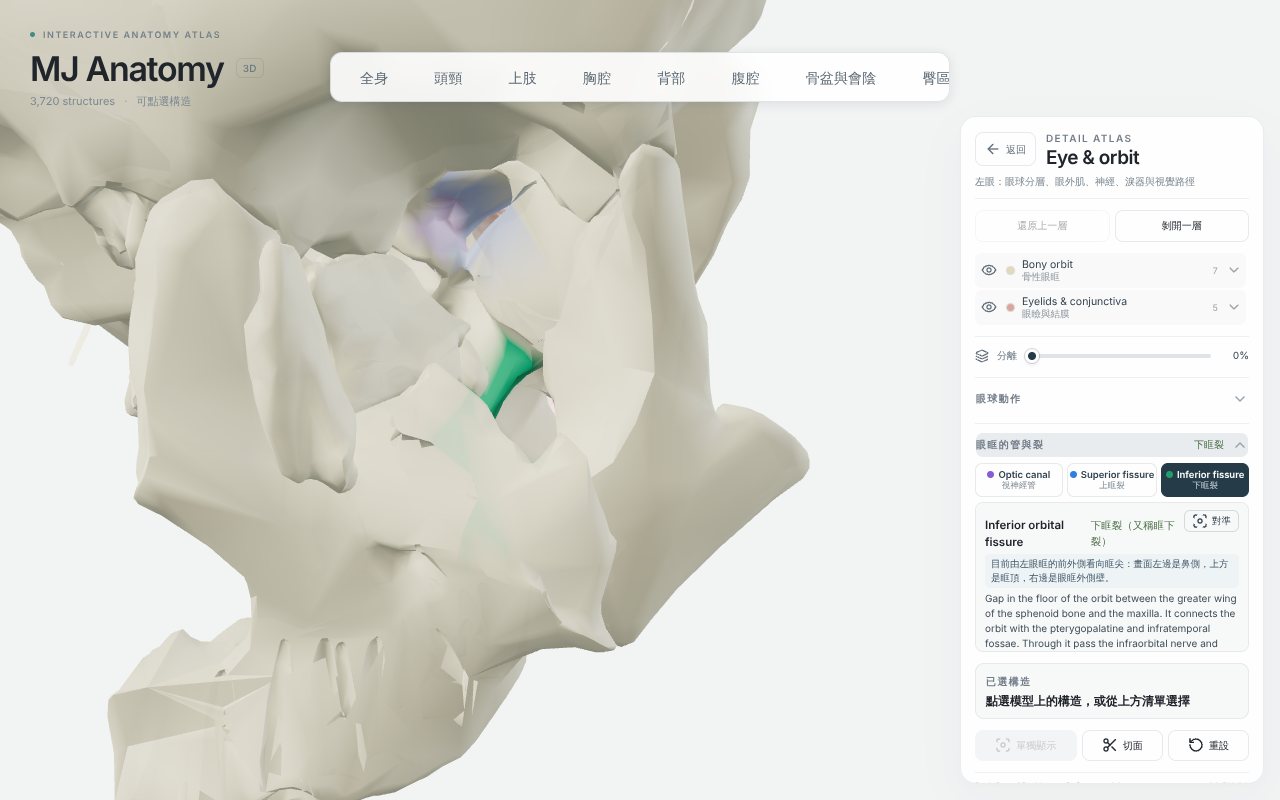 INTERACTIVE ANATOMY ATLAS
MJ Anatomy 3D
3,720 structures · 可點選構造
全身 頭頸 上肢 胸腔 背部 腹腔 骨盆與會陰 臀區
DETAIL ATLAS
返回
Eye & orbit
左眼：眼球分層、眼外肌、神經、淚器與視覺路徑
還原上一層 剝開一層
Bony orbit 7
骨性眼眶
Eyelids & conjunctiva 5
眼瞼與結膜
分離 0%
眼球動作
眼眶的管與裂 下眶裂
Optic canal Superior fissure Inferior fissure
視神經管 上眶裂 下眶裂
對準
Inferior orbital 下眶裂（又稱眶下
fissure 裂）
目前由左眼眶的前外側看向眶尖：畫面左邊是鼻側，上方
是眶頂，右邊是眼眶外側壁。
Gap in the floor of the orbit between the greater wing
of the sphenoid bone and the maxilla. It connects the
orbit with the pterygopalatine and infratemporal
fossae. Through it pass the infraorbital nerve and
已選構造
點選模型上的構造，或從上方清單選擇
單獨顯示 切面 重設